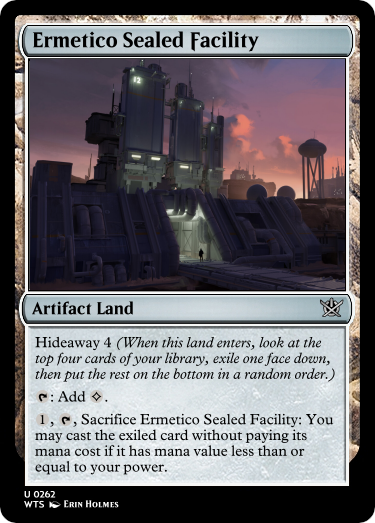 Ermetico Sealed Facility
12
Artifact Land
Hideaway 4 (When this land enters, look at the
top four cards of your library, exile one face down,
then put the rest on the bottom in a random order.)
: Add .
1, , Sacrifice Ermetico Sealed Facility: You
may cast the exiled card without paying its
mana cost if it has mana value less than or
equal to your power.
U 0262
WTS Erin Holmes